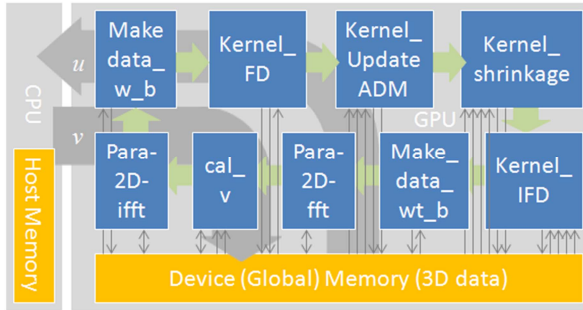 Make
data_
w_b
Kernel_
FD
Kernel_
Update
ADM
Kernel_
shrinkage
u
v
CPU
GPU
Host Memory
Para-
2D-
ifft
cal_
v
Para-
2D-
fft
Make_
data_
wt_b
Kernel_
IFD
Device (Global) Memory (3D data)